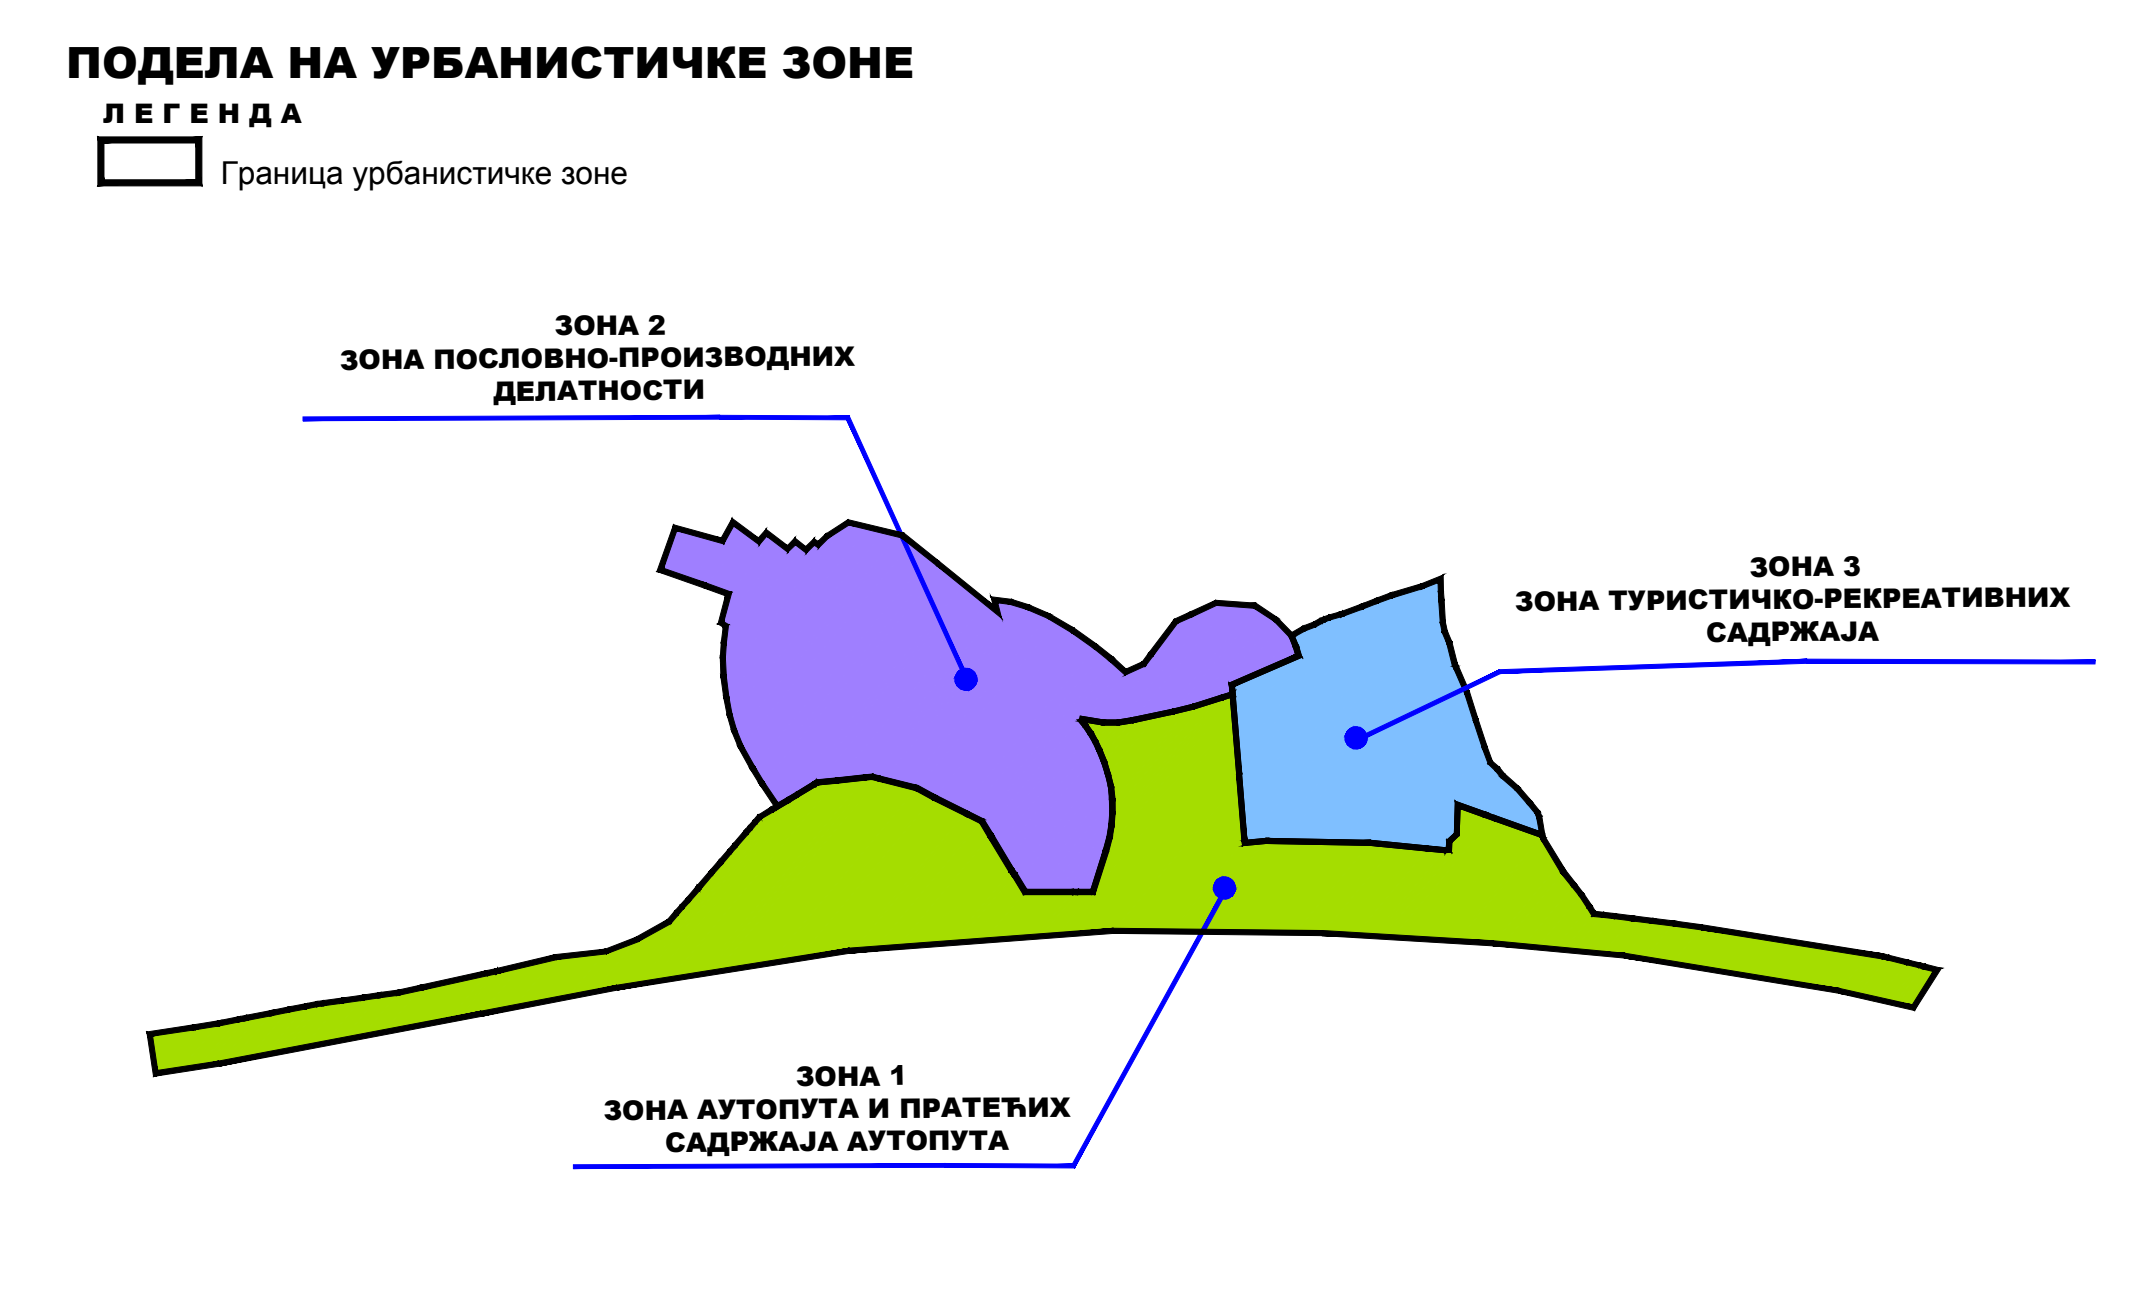 ПОДЕЛА НА УРБАНИСТИЧКЕ ЗОНЕ
ЛЕГЕНДА
Граница урбанистичке зоне
ЗОНА 2
ЗОНА ПОСЛОВНО-ПРОИЗВОДНИХ
ДЕЛАТНОСТИ
ЗОНА 3
ЗОНА ТУРИСТИЧКО-РЕКРЕАТИВНИХ
САДРЖАЈА
ЗОНА 1
ЗОНА АУТОПУТА И ПРАТЕЋИХ
САДРЖАЈА АУТОПУТА